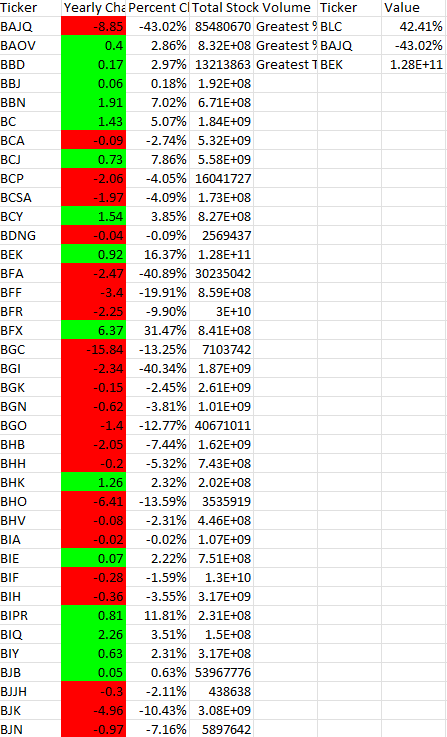 Ticker Yearly Cha Percent Cl Total Stock Volume Ticker Value
BAJQ -8.85 -43.02% 85480670 Greatest % BLC 42.41%
BAOV 0.4 2.86% 8.32E+08 Greatest % BAJQ -43.02%
BBD 0.17 2.97% 13213863 Greatest T BEK 1.28E+11
BBJ 0.06 0.18% 1.92E+08
BBN 1.91 7.02% 6.71E+08
BC 1.43 5.07% 1.84E+09
BCA -0.09 -2.74% 5.32E+09
BCJ 0.73 7.86% 5.58E+09
BCP -2.06 -4.05% 16041727
BCSA -1.97 -4.09% 1.73E+08
BCY 1.54 3.85% 8.27E+08
BDNG -0.04 -0.09% 2569437
BEK 0.92 16.37% 1.28E+11
BFA -2.47 -40.89% 30235042
BFF -3.4 -19.91% 8.59E+08
BFR -2.25 -9.90% 3E+10
BFX 6.37 31.47% 8.41E+08
BGC -15.84 -13.25% 7103742
BGI -2.34 -40.34% 1.87E+09
BGK -0.15 -2.45% 2.61E+09
BGN -0.62 -3.81% 1.01E+09
BGO -1.4 -12.77% 40671011
BHB -2.05 -7.44% 1.62E+09
BHH -0.2 -5.32% 7.43E+08
BHK 1.26 2.32% 2.02E+08
BHO -6.41 -13.59% 3535919
BHV -0.08 -2.31% 4.46E+08
BIA -0.02 -0.02% 1.07E+09
BIE 0.07 2.22% 7.51E+08
BIF -0.28 -1.59% 1.3E+10
BIH -0.36 -3.55% 3.17E+09
BIPR 0.81 11.81% 2.31E+08
BIQ 2.26 3.51% 1.5E+08
BIY 0.63 2.31% 3.17E+08
BJB 0.05 0.63% 53967776
BJJH -0.3 -2.11% 438638
BJK -4.96 -10.43% 3.08E+09
BJN -0.97 -7.16% 5897642